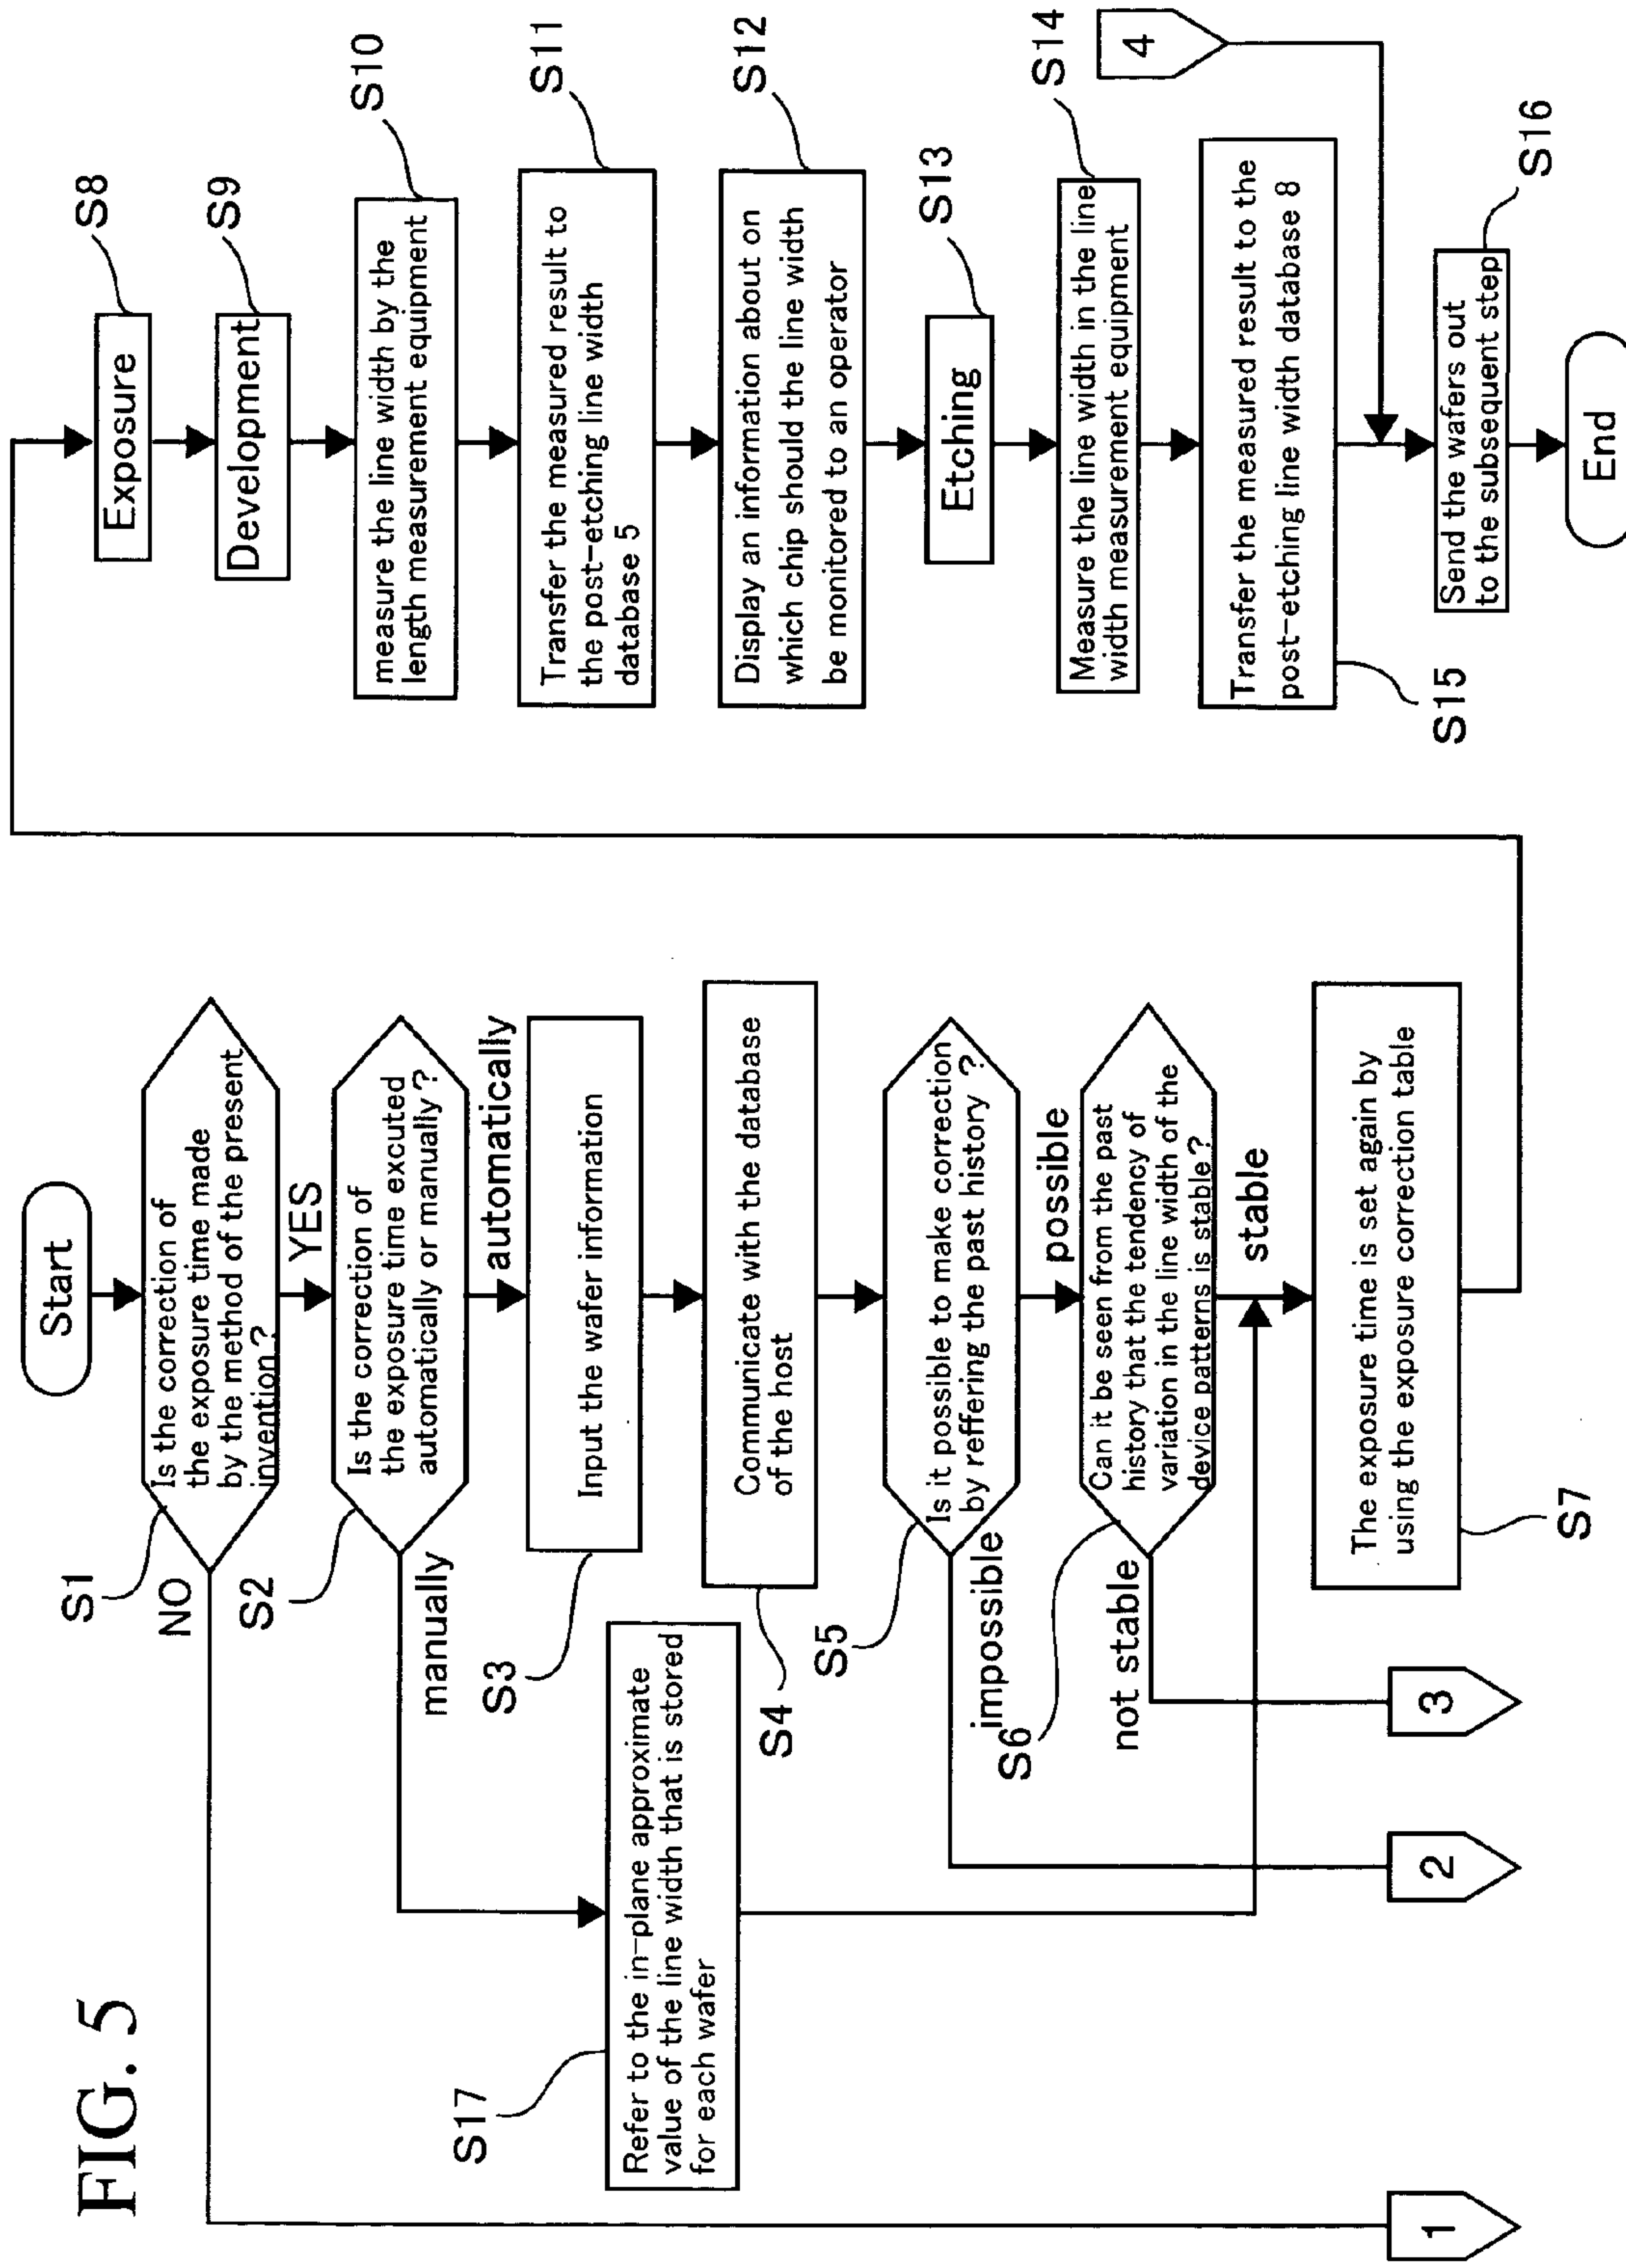 FIG. 5
Start
S1
Is the correction of
the exposure time made
by the method of the present
invention?
NO
YES
S2
Is the correction of
the exposure time excuted
automatically or manually?
manually
automatically
S17
Refer to the in-plane approximate
value of the line width that is stored
for each wafer
S3
Input the wafer information
S4
Communicate with the database
of the host
S5
Is it possible to make correction
by reffering the past history ?
impossible
possible
S6
Can it be seen from the past
history that the tendency of
variation in the line width of the
device patterns is stable?
not stable
stable
The exposure time is set again by
using the exposure correction table
S7
1
2
3
S8
Exposure
S9
Development
S10
measure the line width by the
length measurement equipment
S11
Transfer the measured result to
the post-etching line width
database 5
S12
Display an information about on
which chip should the line width
be monitored to an operator
S13
Etching
S14
Measure the line width in the line
width measurement equipment
4
Transfer the measured result to the
post-etching line width database 8
S15
S16
Send the wafers out
to the subsequent step
End